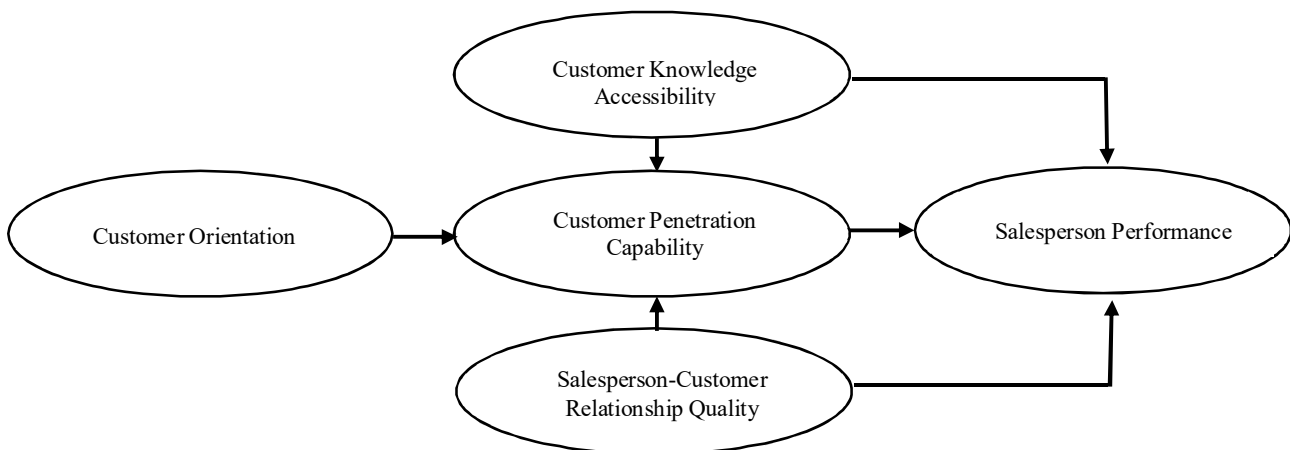 Customer Knowledge
Accessibility
Customer Orientation
Customer Penetration
Capability
Salesperson Performance
Salesperson-Customer
Relationship Quality